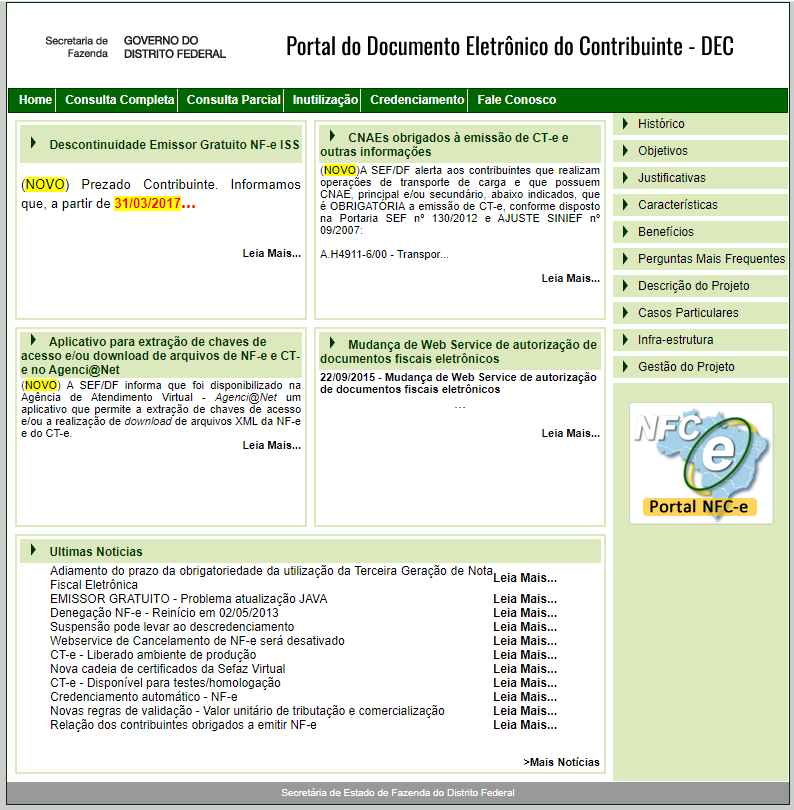 Secretaria de
Fazenda
GOVERNO DO
DISTRITO FEDERAL
Portal do Documento Eletrônico do Contribuinte - DEC
Home
Consulta Completa
Consulta Parcial
Inutilização
Credenciamento
Fale Conosco
Descontinuidade Emissor Gratuito NF-e ISS
(NOVO) Prezado Contribuinte. Informamos
que, a partir de 31/03/2017...
Leia Mais...
CNAEs obrigados à emissão de CT-e e
outras informações
(NOVO)A SEF/DF alerta aos contribuintes que realizam
operações de transporte de carga e que possuem
CNAE, principal e/ou secundário, abaixo indicados, que
é OBRIGATÓRIA a emissão de CT-e, conforme disposto
na Portaria SEF nº 130/2012 e AJUSTE SINIEF nº
09/2007:
A.H4911-6/00 - Transpor...
Leia Mais...
Aplicativo para extração de chaves de
acesso e/ou download de arquivos de NF-e e CT-
e no Agenci@Net
(NOVO) A SEF/DF informa que foi disponibilizado na
Agência de Atendimento Virtual - Agenci@Net um
aplicativo que permite a extração de chaves de acesso
e/ou a realização de download de arquivos XML da NF-e
e do CT-e.
Leia Mais...
Mudança de Web Service de autorização de
documentos fiscais eletrônicos
22/09/2015 - Mudança de Web Service de autorização
de documentos fiscais eletrônicos
...
Leia Mais...
Ultimas Noticias
Adiamento do prazo da obrigatoriedade da utilização da Terceira Geração de Nota
Fiscal Eletrônica
Leia Mais...
EMISSOR GRATUITO - Problema atualização JAVA Leia Mais...
Denegação NF-e - Reinício em 02/05/2013 Leia Mais...
Suspensão pode levar ao descredenciamento Leia Mais...
Webservice de Cancelamento de NF-e será desativado Leia Mais...
CT-e - Liberado ambiente de produção Leia Mais...
Nova cadeia de certificados da Sefaz Virtual Leia Mais...
CT-e - Disponível para testes/homologação Leia Mais...
Credenciamento automático - NF-e Leia Mais...
Novas regras de validação - Valor unitário de tributação e comercialização Leia Mais...
Relação dos contribuintes obrigados a emitir NF-e Leia Mais...
>Mais Notícias
Histórico
Objetivos
Justificativas
Características
Benefícios
Perguntas Mais Frequentes
Descrição do Projeto
Casos Particulares
Infra-estrutura
Gestão do Projeto
NFC
e
Portal NFC-e
Secretária de Estado de Fazenda do Distrito Federal